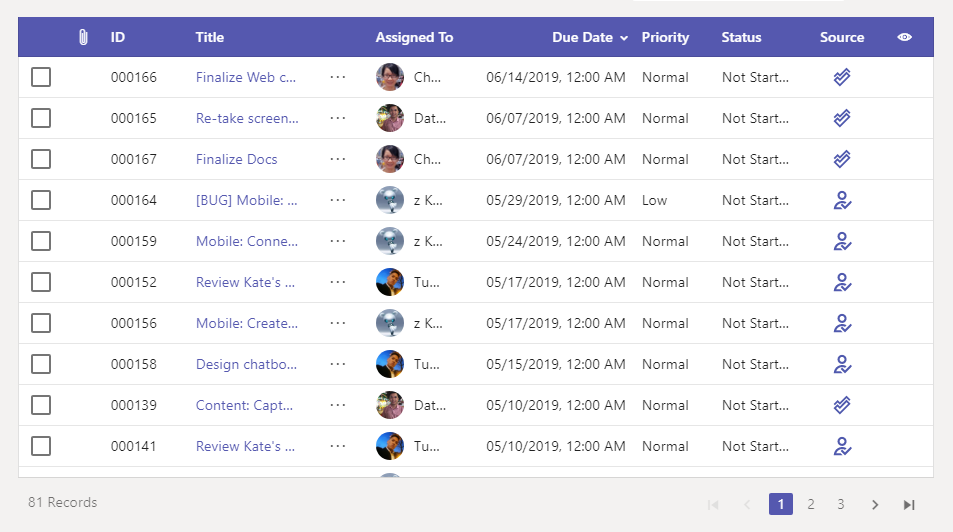 ID Title Assigned To Due Date Priority Status Source
000166 Finalize Web c... ... Ch... 06/14/2019, 12:00 AM Normal Not Start...
000165 Re-take screen... ... Dat... 06/07/2019, 12:00 AM Normal Not Start...
000167 Finalize Docs ... Ch... 06/07/2019, 12:00 AM Normal Not Start...
000164 [BUG] Mobile: ... ... z K... 05/29/2019, 12:00 AM Low Not Start...
000159 Mobile: Conne... ... z K... 05/24/2019, 12:00 AM Normal Not Start...
000152 Review Kate's ... ... Tu... 05/17/2019, 12:00 AM Normal Not Start...
000156 Mobile: Create... ... z K... 05/17/2019, 12:00 AM Normal Not Start...
000158 Design chatbo... ... Tu... 05/15/2019, 12:00 AM Normal Not Start...
000139 Content: Capt... ... Dat... 05/10/2019, 12:00 AM Normal Not Start...
000141 Review Kate's ... ... Tu... 05/10/2019, 12:00 AM Normal Not Start...
81 Records 1 2 3